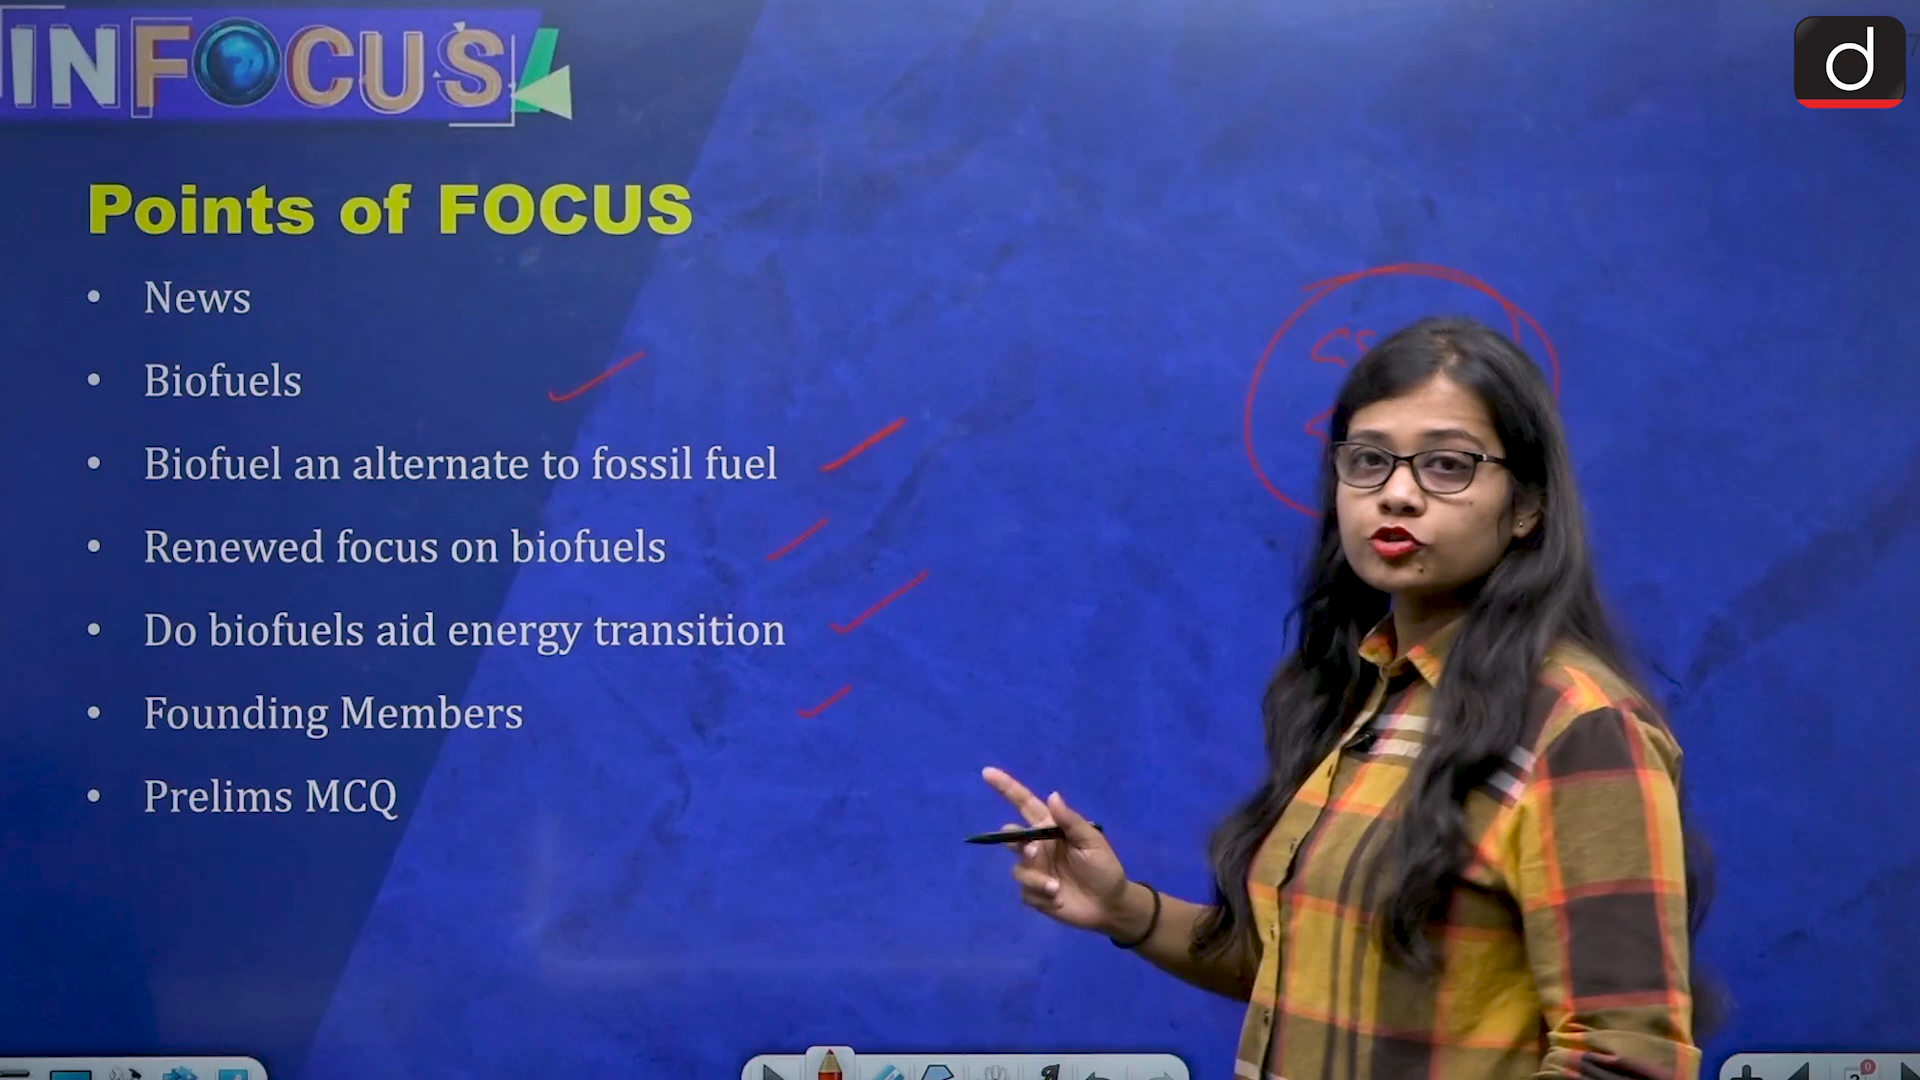 INFOCUS
d
Points of FOCUS
• News
• Biofuels
• Biofuel an alternate to fossil fuel
• Renewed focus on biofuels
• Do biofuels aid energy transition
• Founding Members
• Prelims MCQ